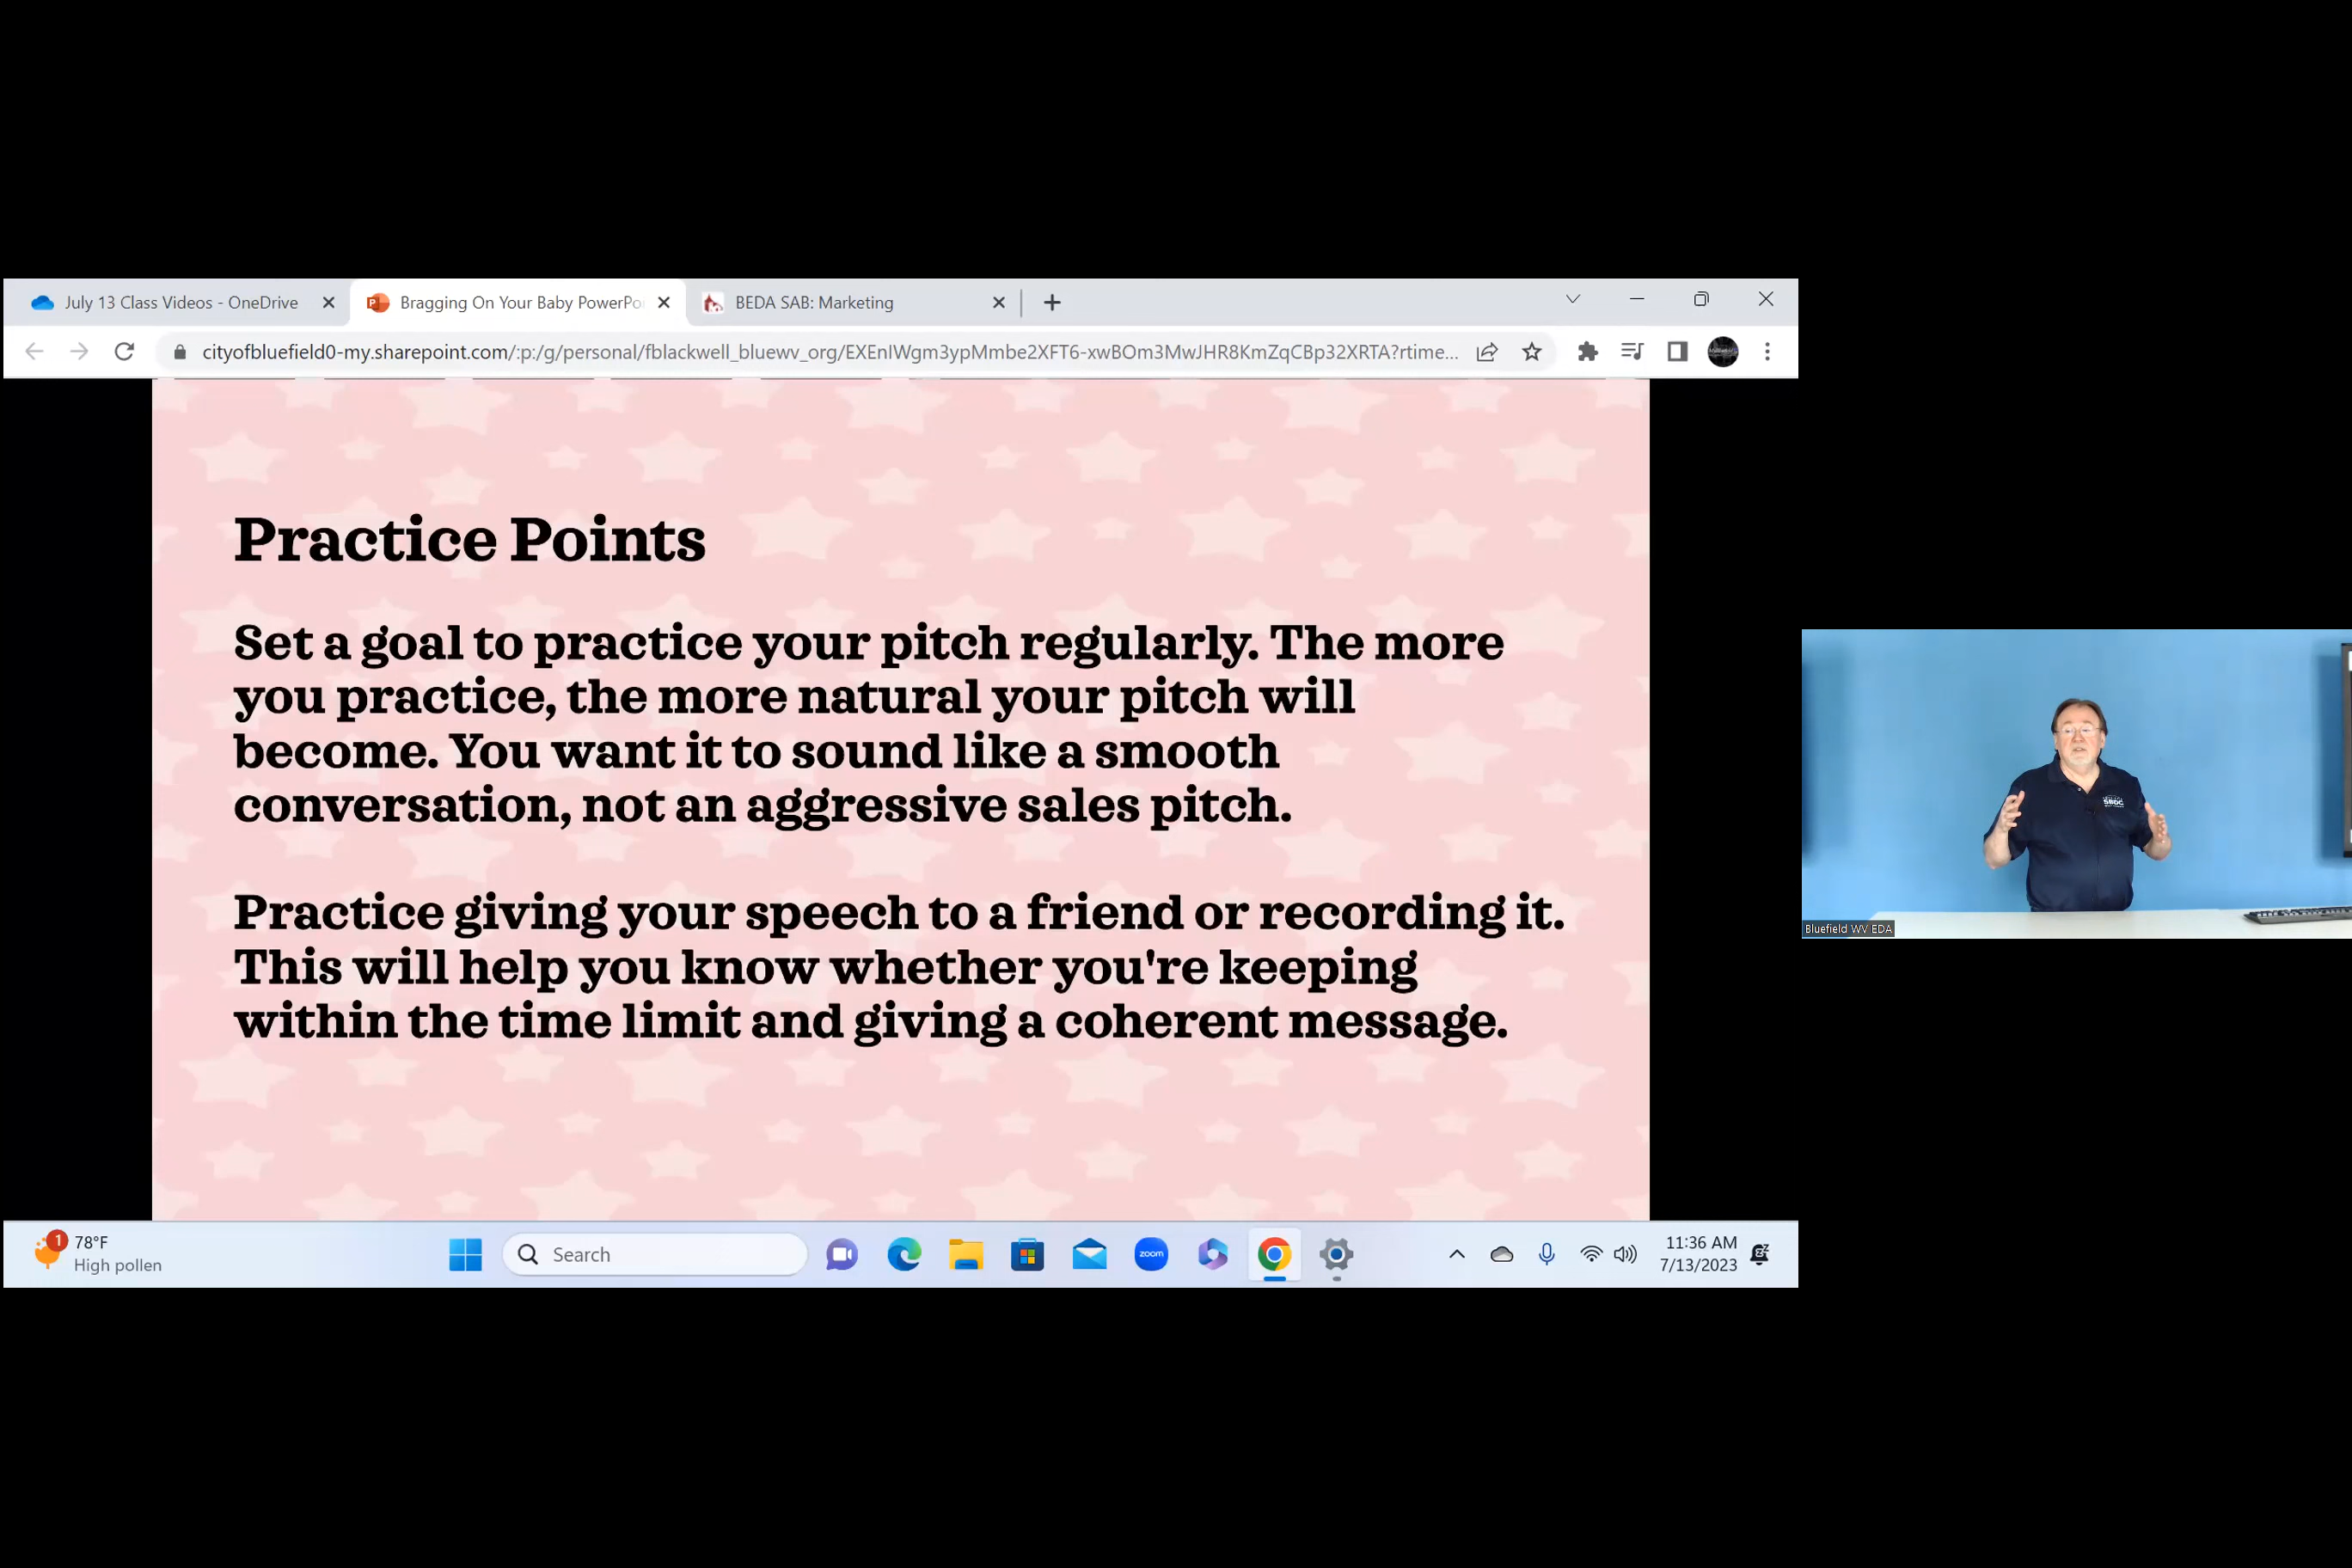 July 13 Class Videos - OneDrive
Bragging On Your Baby PowerPo
BEDA SAB: Marketing
cityofbluefield0-my.sharepoint.com/:p:/g/personal/fblackwell_bluewv_org/EXEnIWgm3ypMmbe2XFT6-xwBOm3MwJHR8KmZqCBp32XRTA?rtime...
Practice Points
Set a goal to practice your pitch regularly. The more
you practice, the more natural your pitch will
become. You want it to sound like a smooth
conversation, not an aggressive sales pitch.
Practice giving your speech to a friend or recording it.
This will help you know whether you're keeping
within the time limit and giving a coherent message.
SBDC
Bluefield WV EDA
1
78°F
High pollen
Search
zoom
11:36 AM
7/13/2023